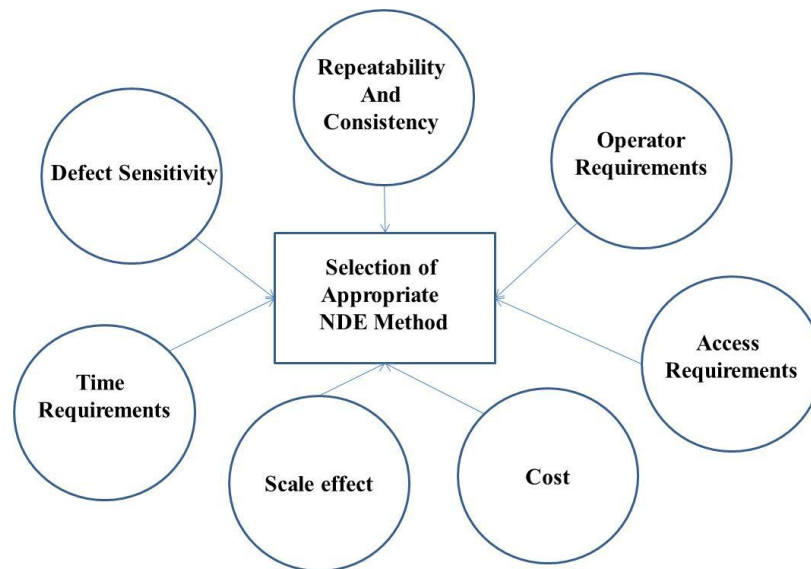 Repeatability
And
Consistency
Operator
Requirements
Defect Sensitivity
Selection of
Appropriate
NDE Method
Access
Requirements
Time
Requirements
Scale effect
Cost